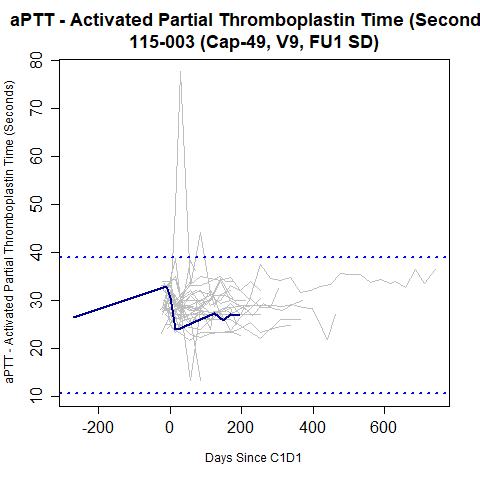 aPTT - Activated Partial Thromboplastin Time (Second
115-003 (Cap-49, V9, FU1 SD)
aPTT - Activated Partial Thromboplastin Time (Seconds)
80
70
60
50
40
30
20
10
-200 0 200 400 600
Days Since C1D1